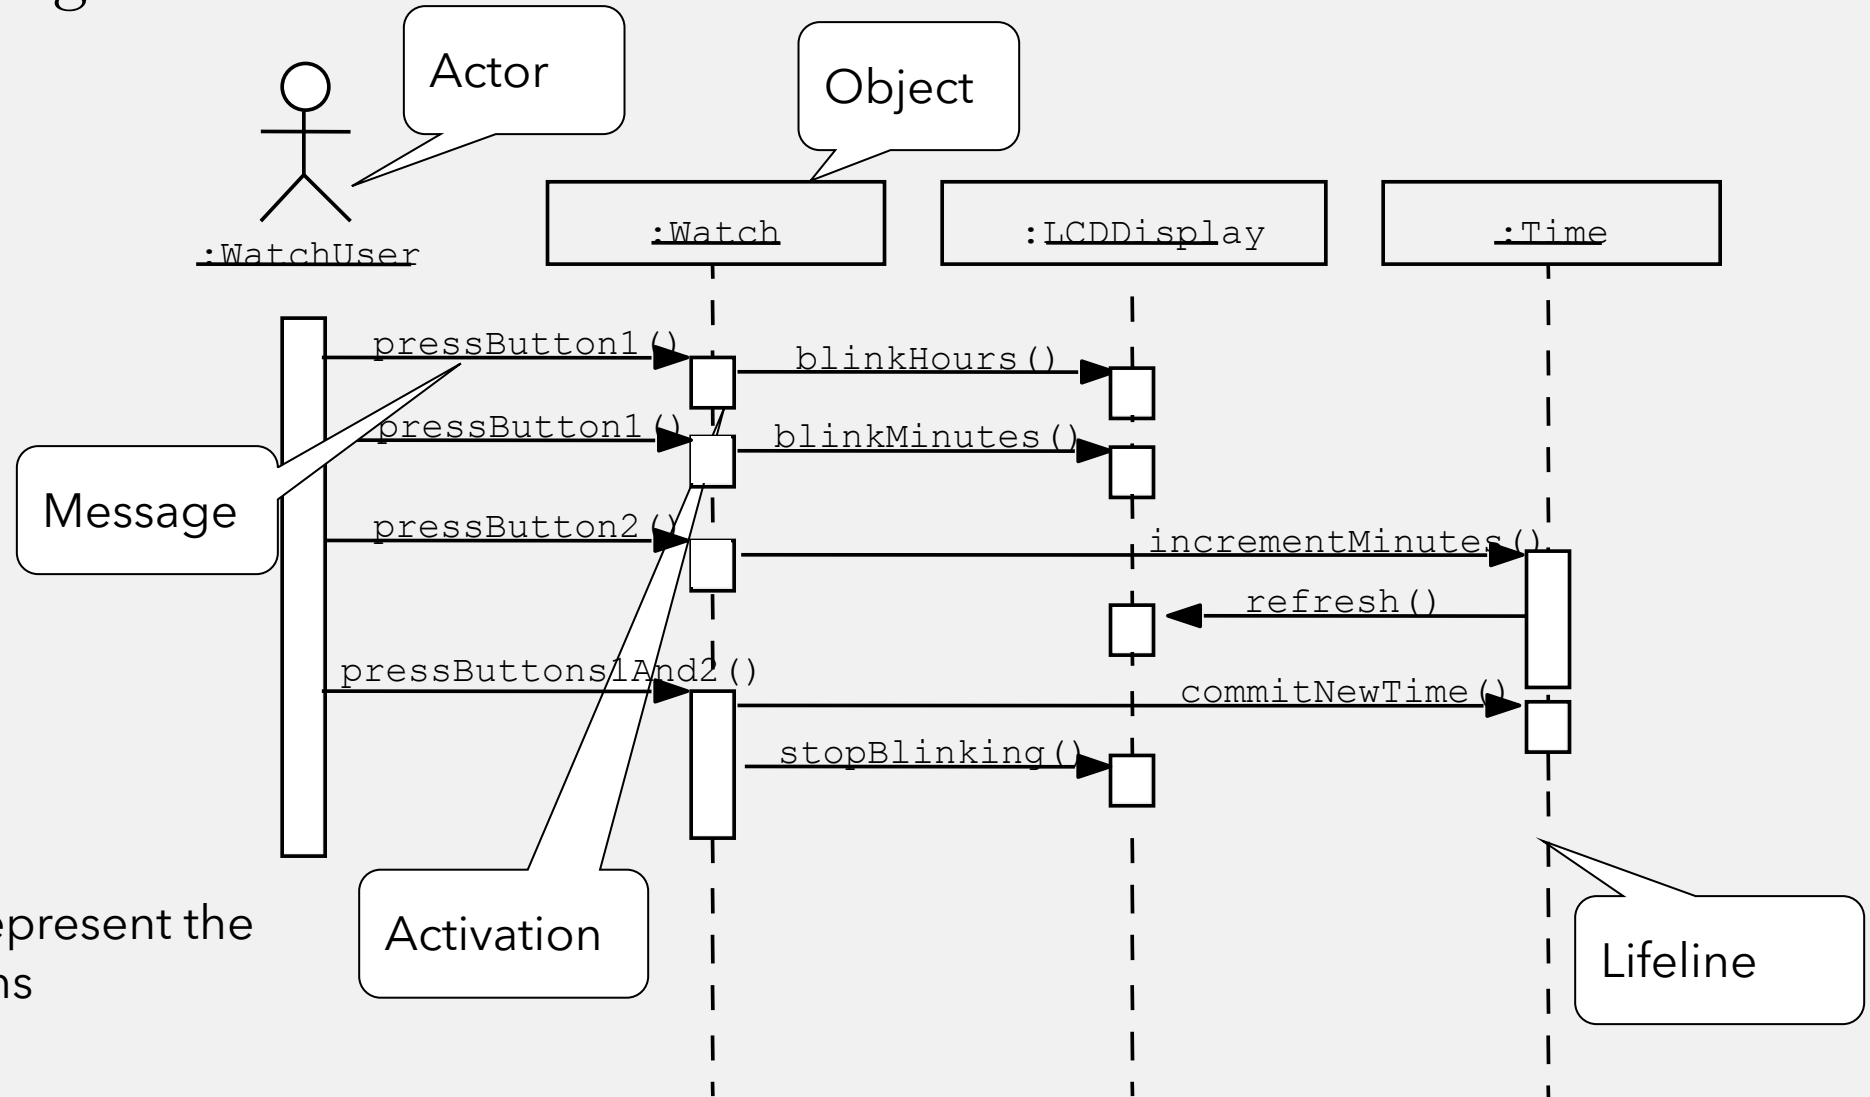 Actor
Object
:WatchUser
:Watch
:LCDDisplay
:Time
pressButton1()
blinkHours()
pressButton1()
blinkMinutes()
Message
pressButton2()
incrementMinutes()
refresh()
pressButtons1And2()
commitNewTime()
stopBlinking()
Activation
Lifeline
epresent the
ns